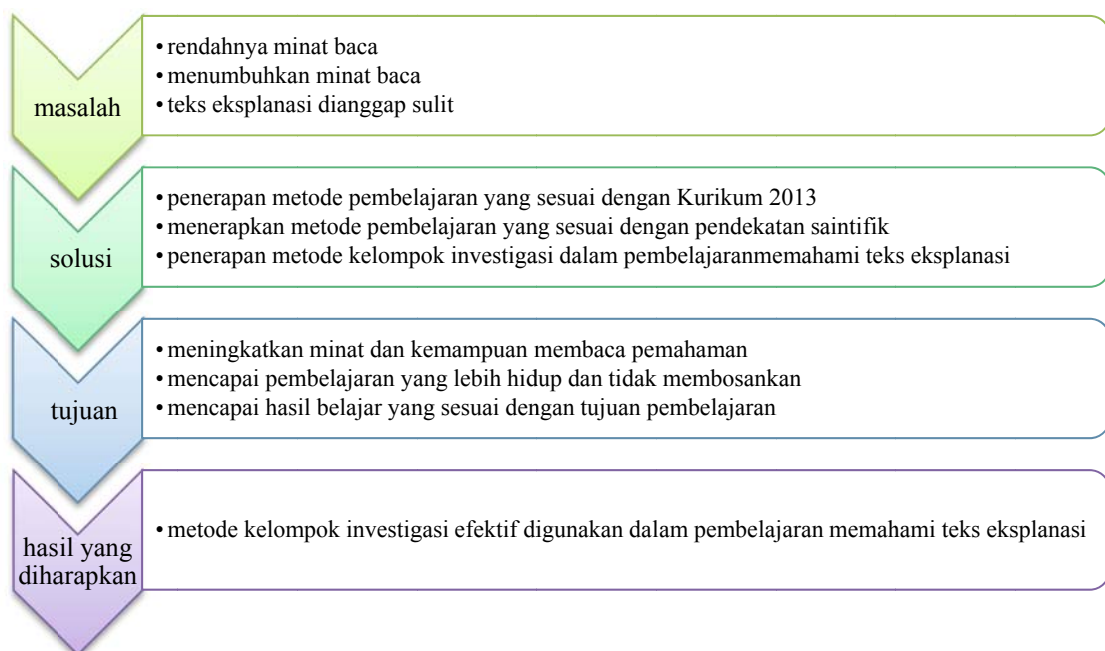 masalah
• rendahnya minat baca
• menumbuhkan minat baca
• teks eksplanasi dianggap sulit
solusi
• penerapan metode pembelajaran yang sesuai dengan Kurikum 2013
• menerapkan metode pembelajaran yang sesuai dengan pendekatan saintifik
• penerapan metode kelompok investigasi dalam pembelajaranmemahami teks eksplanasi
tujuan
• meningkatkan minat dan kemampuan membaca pemahaman
• mencapai pembelajaran yang lebih hidup dan tidak membosankan
• mencapai hasil belajar yang sesuai dengan tujuan pembelajaran
hasil yang
diharapkan
• metode kelompok investigasi efektif digunakan dalam pembelajaran memahami teks eksplanasi